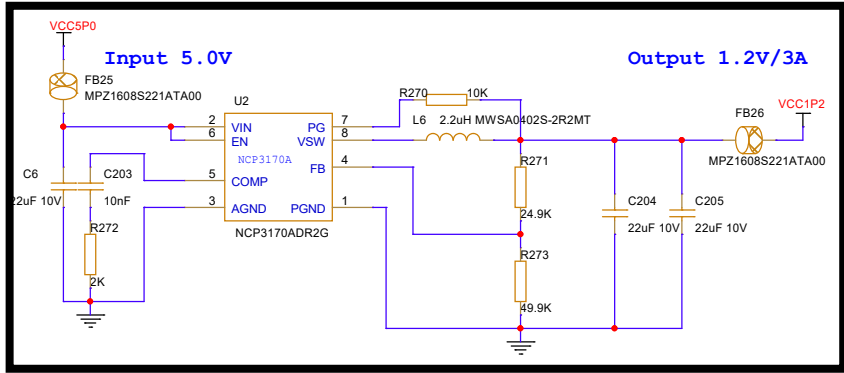 VCC5P0
Input 5.0V
Output 1.2V/3A
FB25
MPZ1608S221ATA00
R270
10K
VCC1P2
U2
FB26
L6 2.2uH MWSA0402S-2R2MT
2 VIN
6 EN
PG 7
VSW 8
NCP3170A
FB 4
MPZ1608S221ATA00
R271
C6
C203
5 COMP
22uF 10V
10nF
3 AGND
PGND 1
24.9K
C204
C205
R272
NCP3170ADR2G
22uF 10V
22uF 10V
R273
2K
49.9K